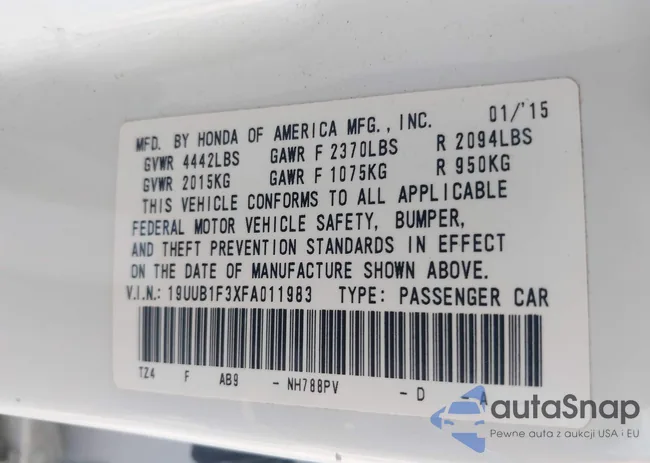 MFD. BY HONDA OF AMERICA MFG., INC. 01/'15
GVWR 4442LBS GAWR F 2370LBS R 2094LBS
GVWR 2015KG GAWR F 1075KG R 950KG
THIS VEHICLE CONFORMS TO ALL APPLICABLE
FEDERAL MOTOR VEHICLE SAFETY, BUMPER,
AND THEFT PREVENTION STANDARDS IN EFFECT
ON THE DATE OF MANUFACTURE SHOWN ABOVE.
V.I.N.: 19UUB1F3XFA011983 TYPE: PASSENGER CAR
TZ4 F AB9 - NH788PV - D A
autaSnap
Pewne auta z aukcji USA i EU